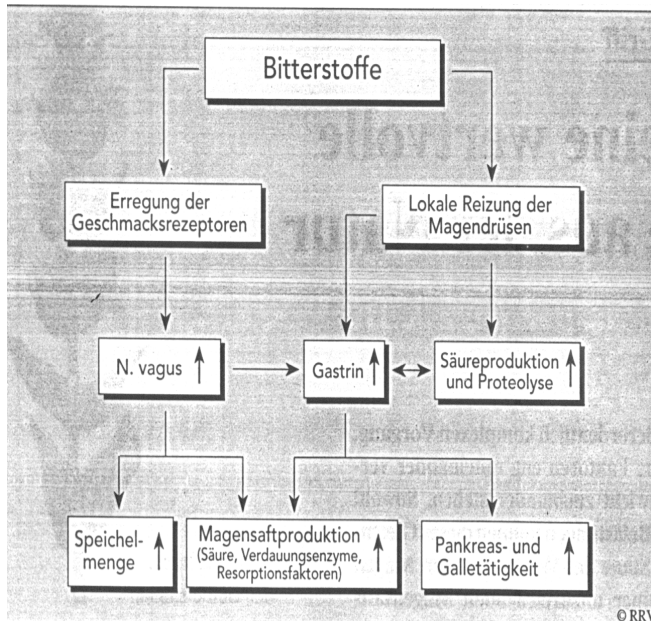 Bitterstoffe
Erregung der
Geschmacksrezeptoren
Lokale Reizung der
Magendrüsen
N. vagus
Gastrin
Säureproduktion
und Proteolyse
Speichel-
menge
Magensaftproduktion
(Säure, Verdauungsenzyme,
Resorptionsfaktoren)
Pankreas- und
Galletätigkeit
© RRV